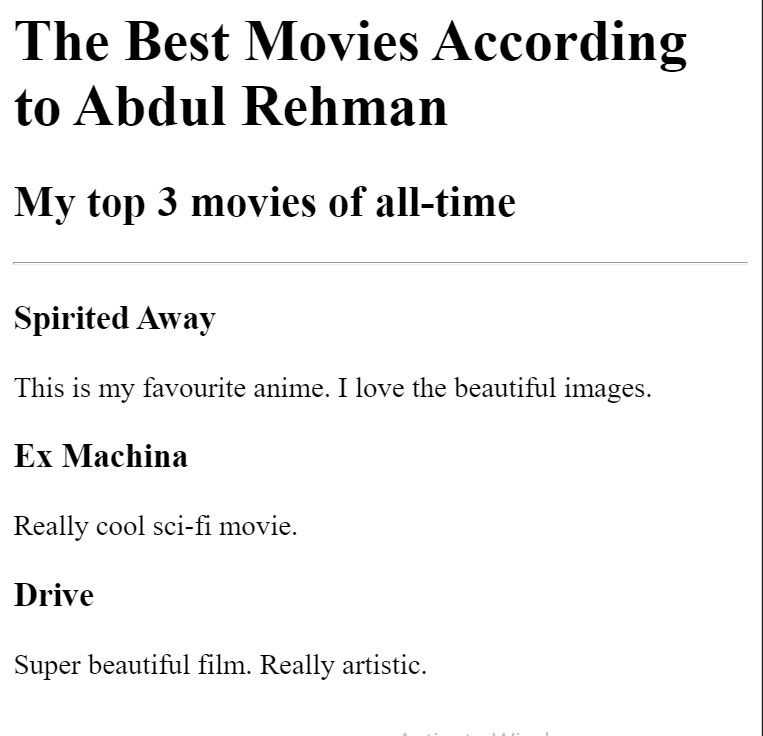 The Best Movies According
to Abdul Rehman
My top 3 movies of all-time
Spirited Away
This is my favourite anime. I love the beautiful images.
Ex Machina
Really cool sci-fi movie.
Drive
Super beautiful film. Really artistic.